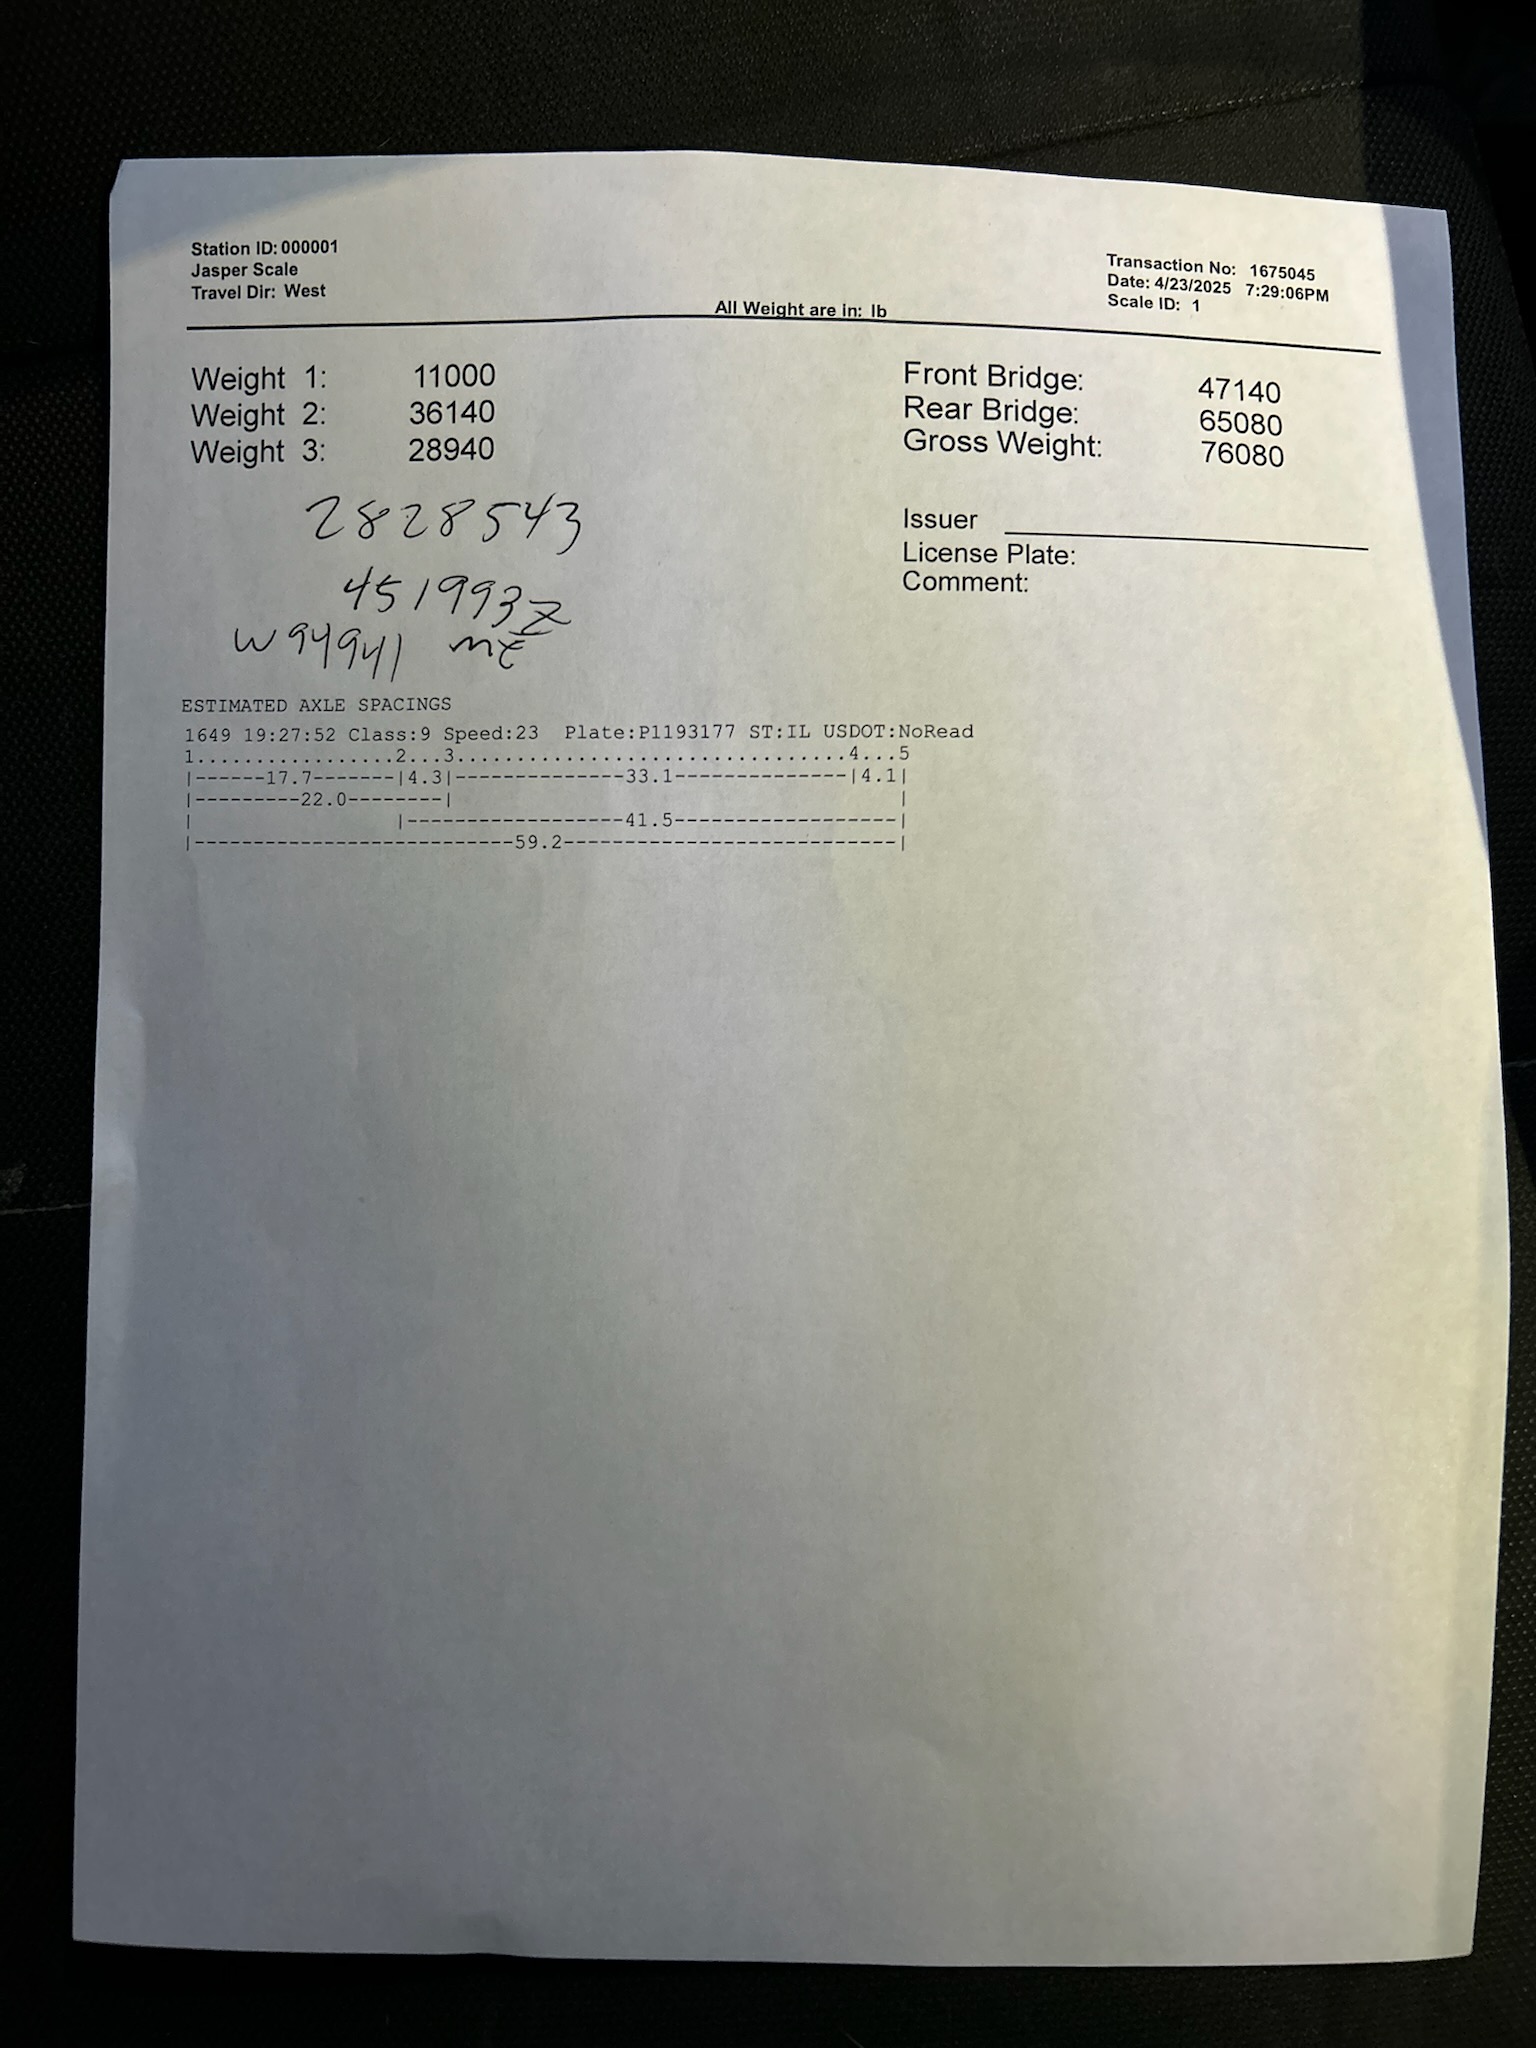 Station ID: 000001
Jasper Scale
Travel Dir: West
All Weight are in: lb
Transaction No: 1675045
Date: 4/23/2025 7:29:06PM
Scale ID: 1
Weight 1: 11000
Weight 2: 36140
Weight 3: 28940
Front Bridge: 47140
Rear Bridge: 65080
Gross Weight: 76080
2828543
451993Z
W94941 ME
Issuer
License Plate:
Comment:
ESTIMATED AXLE SPACINGS
1649 19:27:52 Class:9 Speed:23 Plate:P1193177 ST:IL USDOT:NoRead
1.................2...3................................4...5
|------17.7-------|4.3|--------------33.1--------------|4.1|
|---------22.0--------|                                    |
|                 |------------------41.5------------------|
|--------------------------59.2----------------------------|